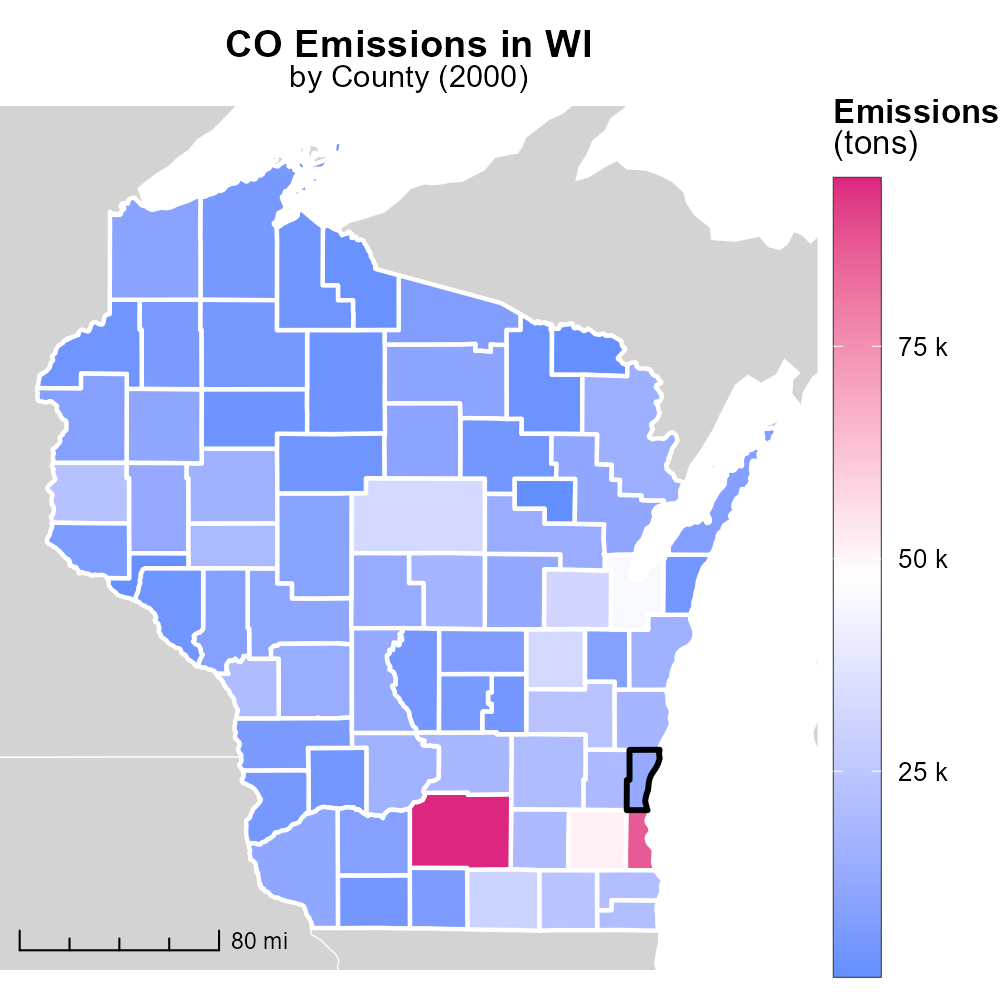 CO Emissions in WI
by County (2000)
Emissions
(tons)
75 k
50 k
25 k
80 mi